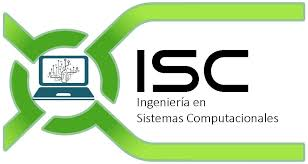 ISC
Ingeniería en
Sistemas Computacionales